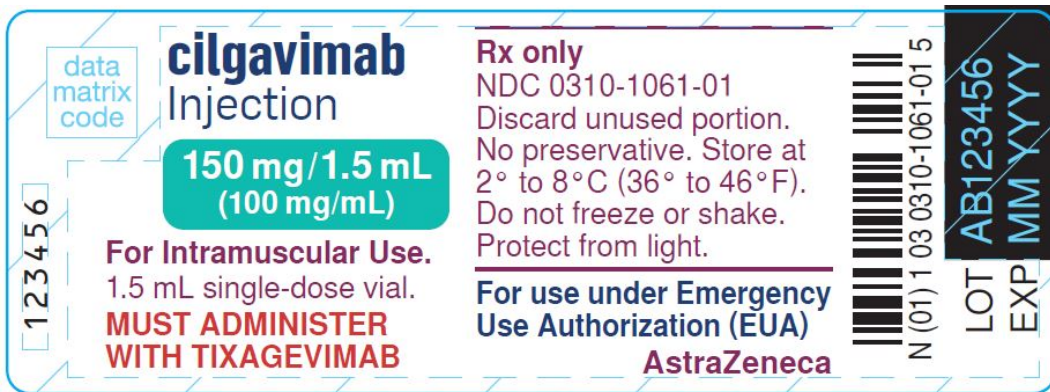 data
matrix
code
123456
cilgavimab
Injection
150 mg/1.5 mL
(100 mg/mL)
For Intramuscular Use.
1.5 mL single-dose vial.
MUST ADMINISTER
WITH TIXAGEVIMAB
Rx only
NDC 0310-1061-01
Discard unused portion.
No preservative. Store at
2° to 8°C (36° to 46°F).
Do not freeze or shake.
Protect from light.
For use under Emergency
Use Authorization (EUA)
AstraZeneca
N (01) 1 03 0310-1061-01 5
LOT AB123456
EXP MM YYYY